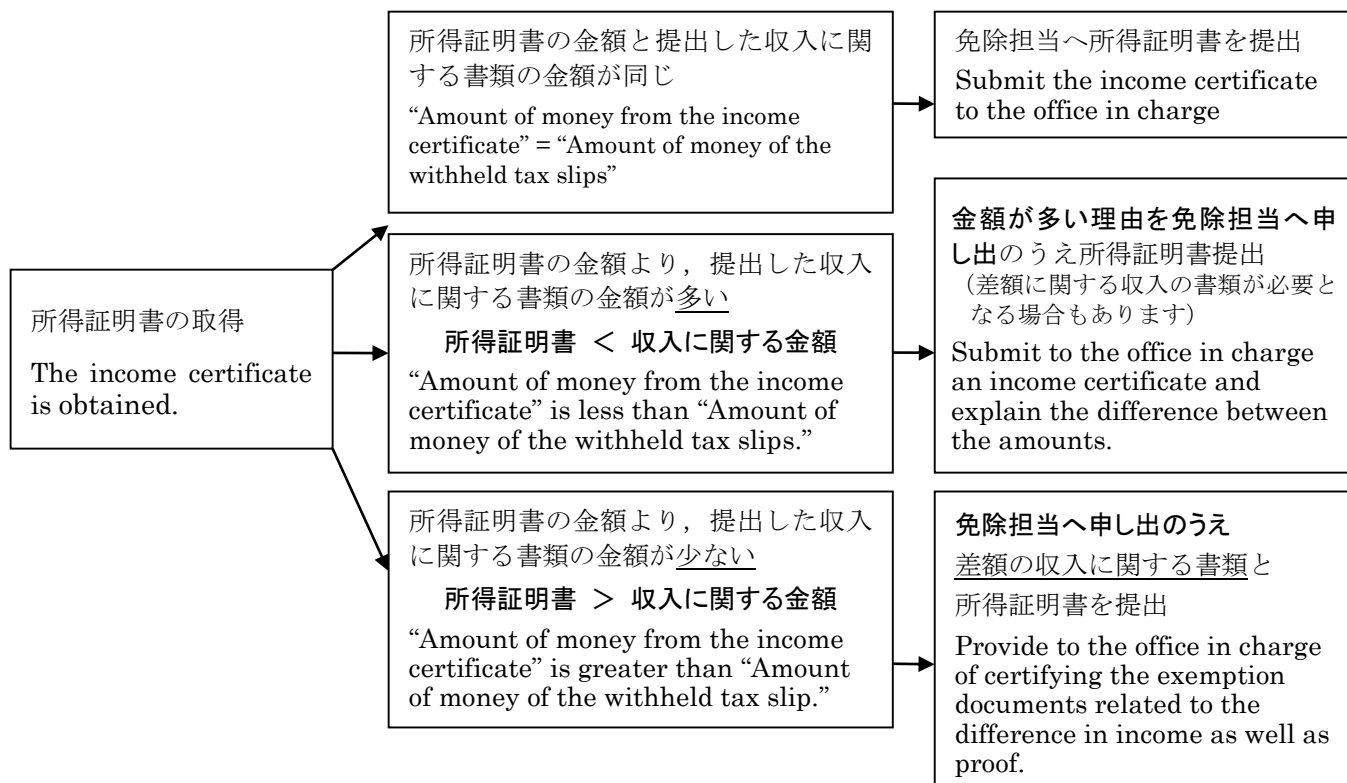 所得証明書の取得
The income certificate
is obtained.
所得証明書の金額と提出した収入に関
する書類の金額が同じ
“Amount of money from the income
certificate” = “Amount of money of the
withheld tax slips”
免除担当へ所得証明書を提出
Submit the income certificate
to the office in charge
所得証明書の金額より，提出した収入
に関する書類の金額が多い
所得証明書 ＜ 収入に関する金額
“Amount of money from the income
certificate” is less than “Amount of
money of the withheld tax slips.”
金額が多い理由を免除担当へ申
し出のうえ所得証明書提出
（差額に関する収入の書類が必要と
なる場合もあります）
Submit to the office in charge
an income certificate and
explain the difference between
the amounts.
所得証明書の金額より，提出した収入
に関する書類の金額が少ない
所得証明書 ＞ 収入に関する金額
“Amount of money from the income
certificate” is greater than “Amount
of money of the withheld tax slip.”
免除担当へ申し出のうえ
差額の収入に関する書類と
所得証明書を提出
Provide to the office in charge
of certifying the exemption
documents related to the
difference in income as well as
proof.